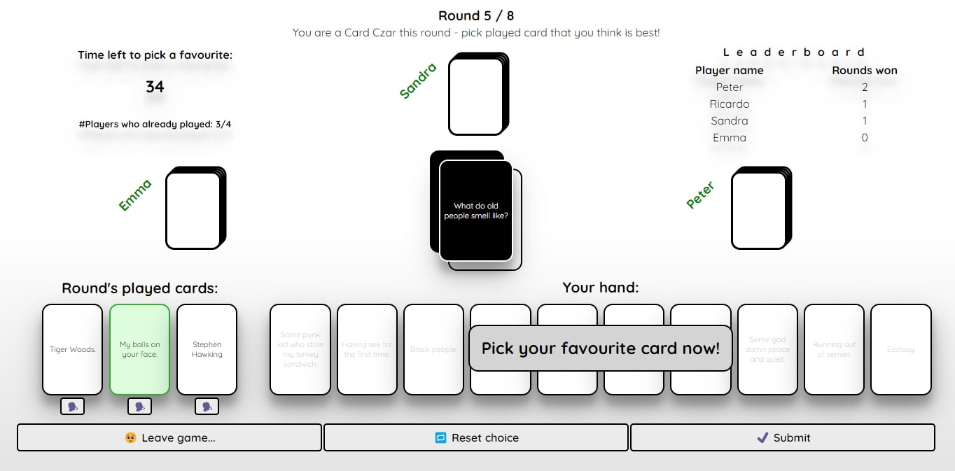 Round 5 / 8
You are a Card Czar this round - pick played card that you think is best!
Time left to pick a favourite:
34
#Players who already played: 3/4
Sandra
Leaderboard
Player name Rounds won
Peter 2
Ricardo 1
Sandra 1
Emma 0
Emma
What do old
people smell like?
Peter
Round's played cards:
Your hand:
Tiger Woods.
My balls on
your face.
Stephen
Hawking
Some punk
kid who stole
my turkey
sandwich.
Having sex for
the first time.
Black people.
Pick your favourite card now!
Some god
damn peace
and quiet.
Running out
of semen.
Ecstasy.
Leave game...
Reset choice
Submit